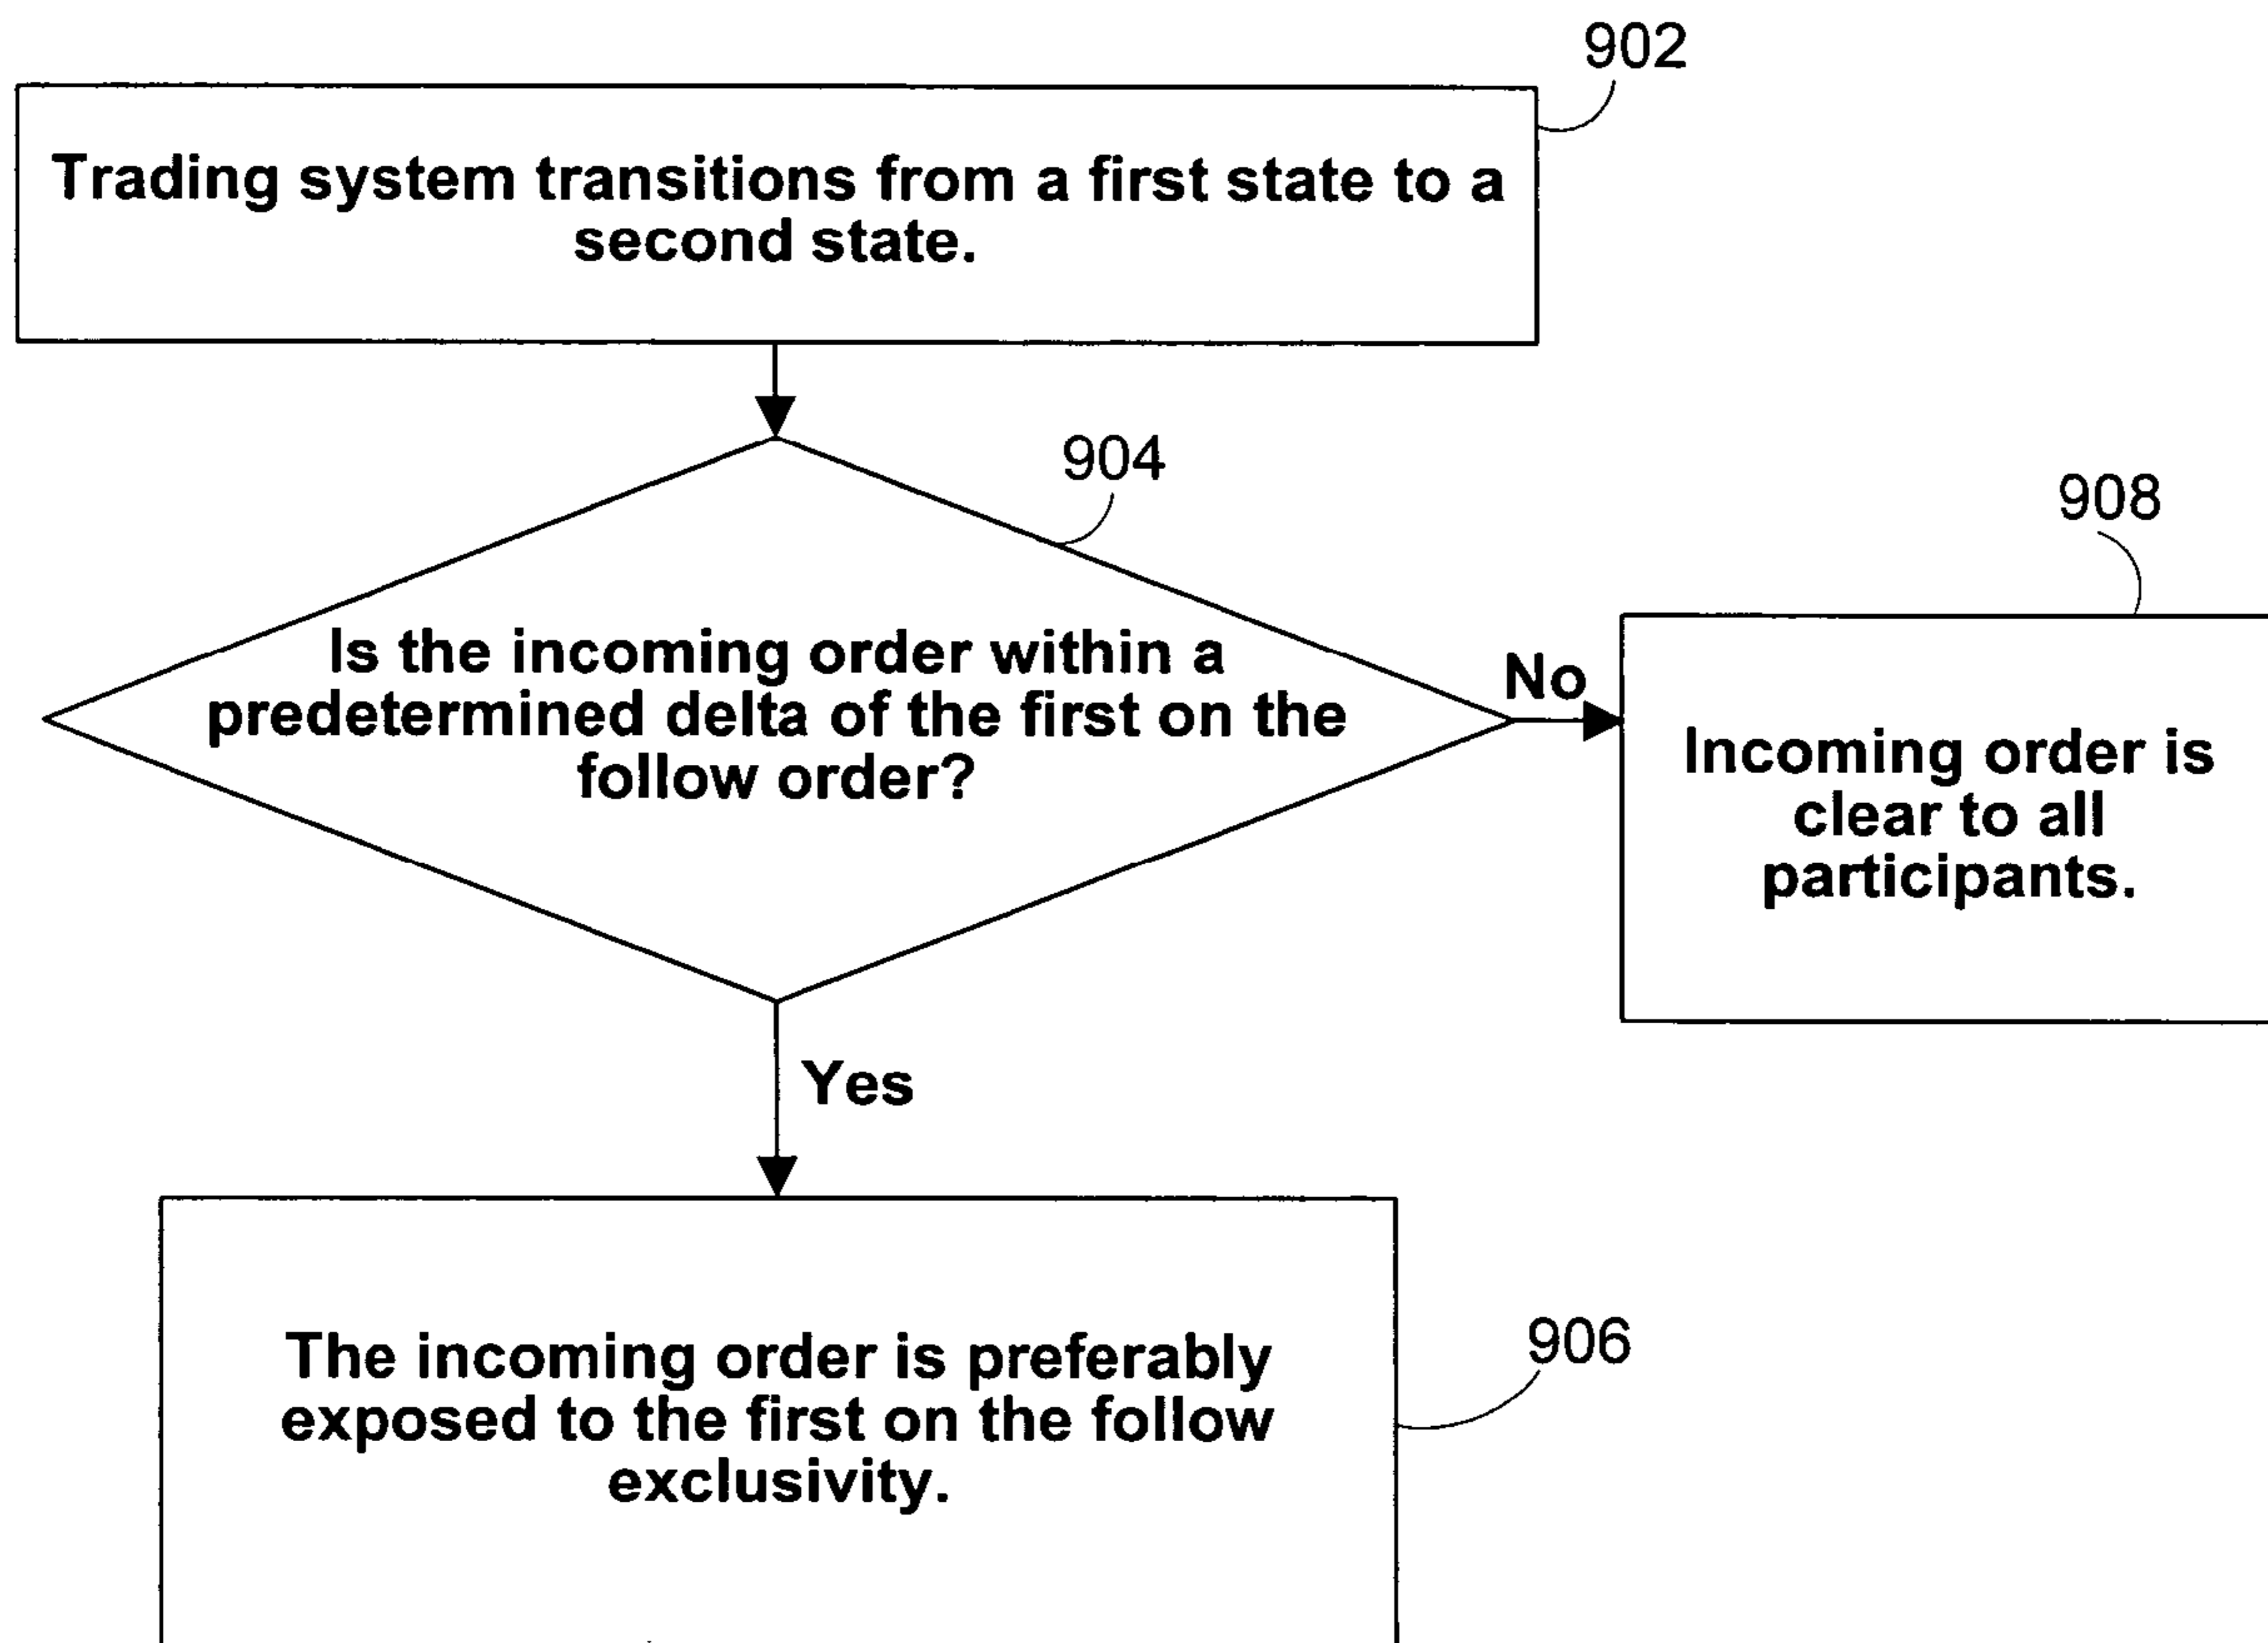 902
Trading system transitions from a first state to a
second state.
904
908
Is the incoming order within a
predetermined delta of the first on the
follow order?
No
Incoming order is
clear to all
participants.
Yes
The incoming order is preferably
exposed to the first on the follow
exclusivity.
906